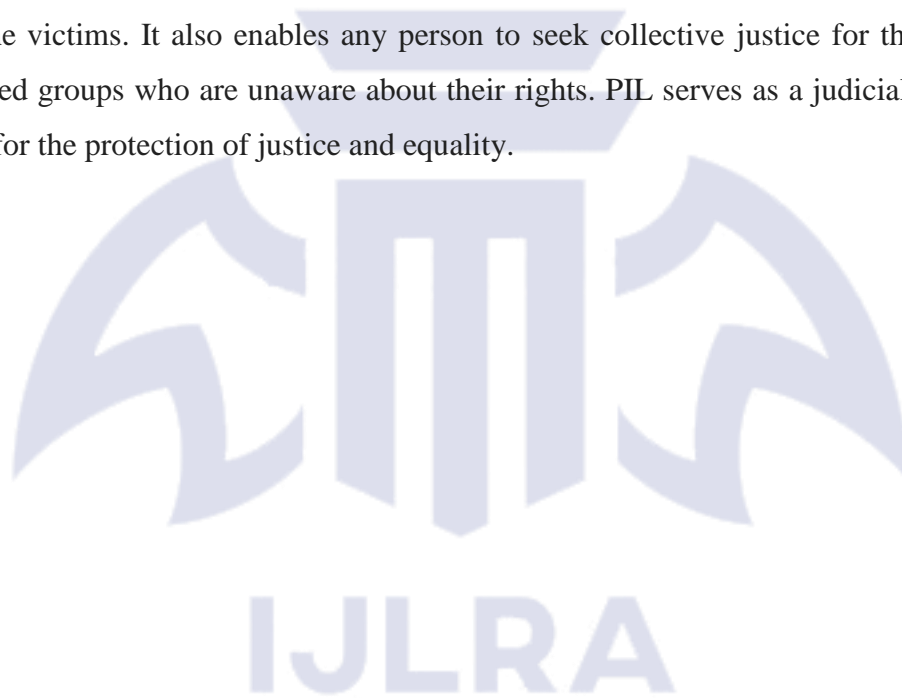 e victims. It also enables any person to seek collective justice for th
ed groups who are unaware about their rights. PIL serves as a judicial
for the protection of justice and equality.
IJLRA